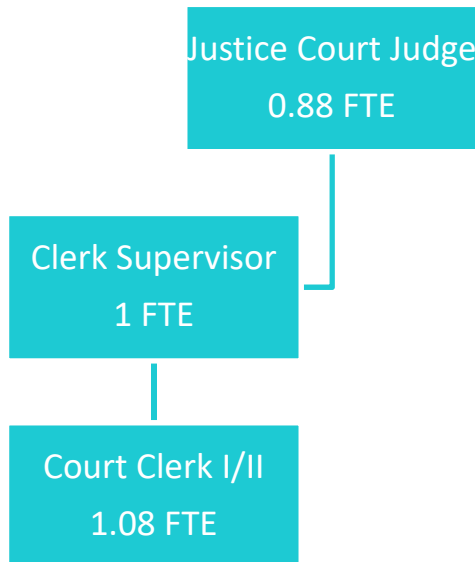 Justice Court Judge
0.88 FTE
Clerk Supervisor
1 FTE
Court Clerk I/II
1.08 FTE